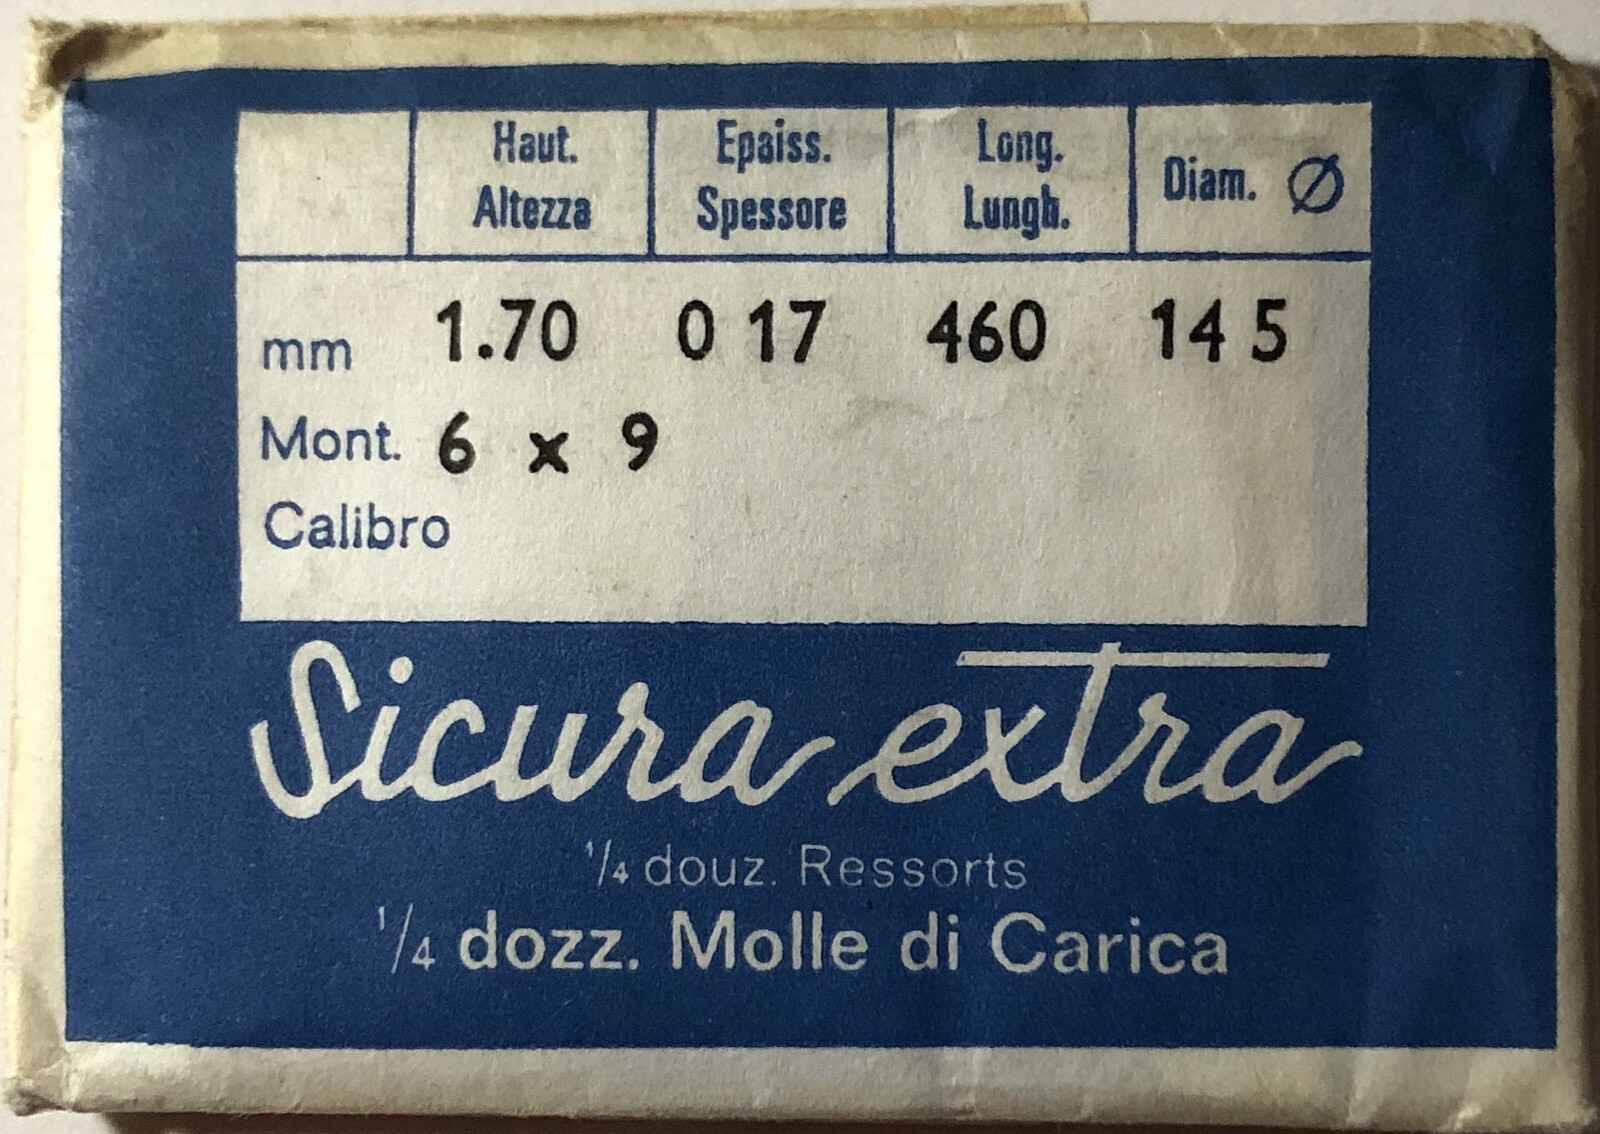 Haut. Epaiss. Long. Diam. Ø
Altezza Spessore Lungh.
mm 1.70 0 17 460 14 5
Mont. 6 x 9
Calibro
Sicura extra
1/4 douz. Ressorts
1/4 dozz. Molle di Carica